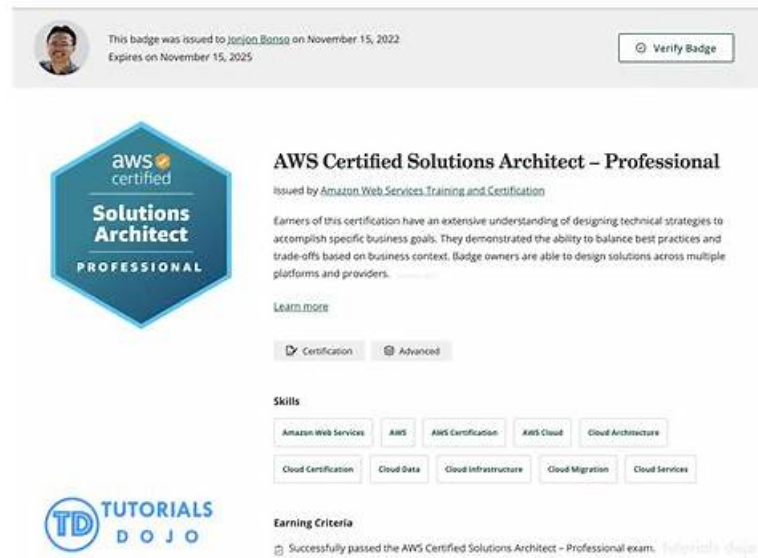 This badge was issued to Jonjon Bonso on November 15, 2022
Expires on November 15, 2025
Verify Badge
aws
certified
Solutions
Architect
PROFESSIONAL
AWS Certified Solutions Architect – Professional
Issued by Amazon Web Services Training and Certification
Earners of this certification have an extensive understanding of designing technical strategies to
accomplish specific business goals. They demonstrated the ability to balance best practices and
trade-offs based on business context. Badge owners are able to design solutions across multiple
platforms and providers.
Learn more
Certification
Advanced
Skills
Amazon Web Services
AWS
AWS Certification
AWS Cloud
Cloud Architecture
Cloud Certification
Cloud Data
Cloud Infrastructure
Cloud Migration
Cloud Services
TD TUTORIALS
DOJO
Earning Criteria
Successfully passed the AWS Certified Solutions Architect – Professional exam.
tutorials dojo